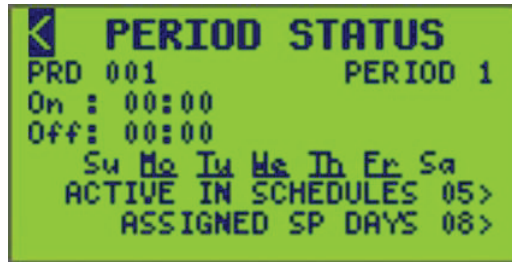 < PERIOD STATUS
PRD 001 PERIOD 1
On : 00:00
Off: 00:00
Su Mo Tu We Th Fr Sa
ACTIVE IN SCHEDULES 05>
ASSIGNED SP DAYS 08>